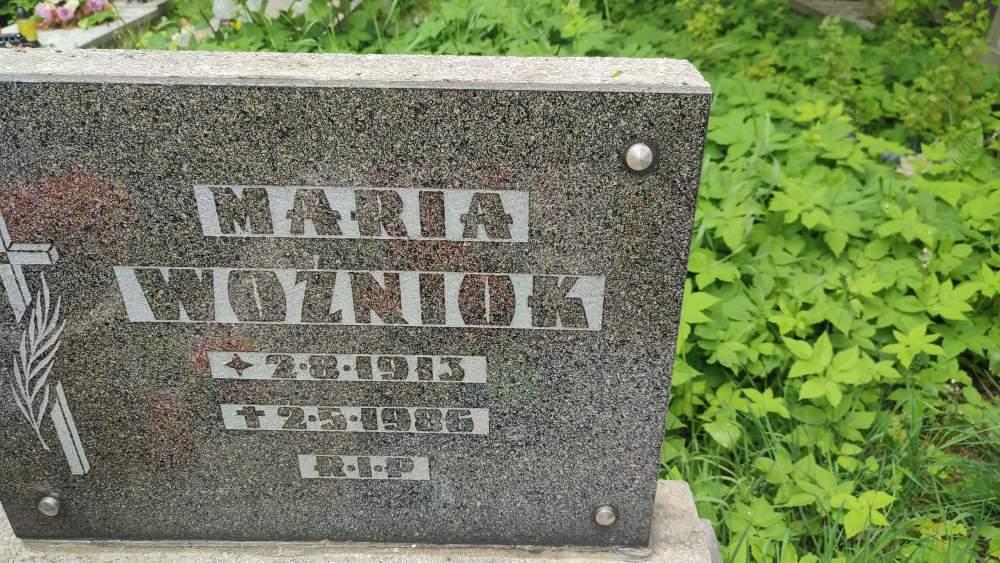 MARIA
WOŹNIOK
✦ 2·8·1913
✝ 2·5·1986
R·I·P